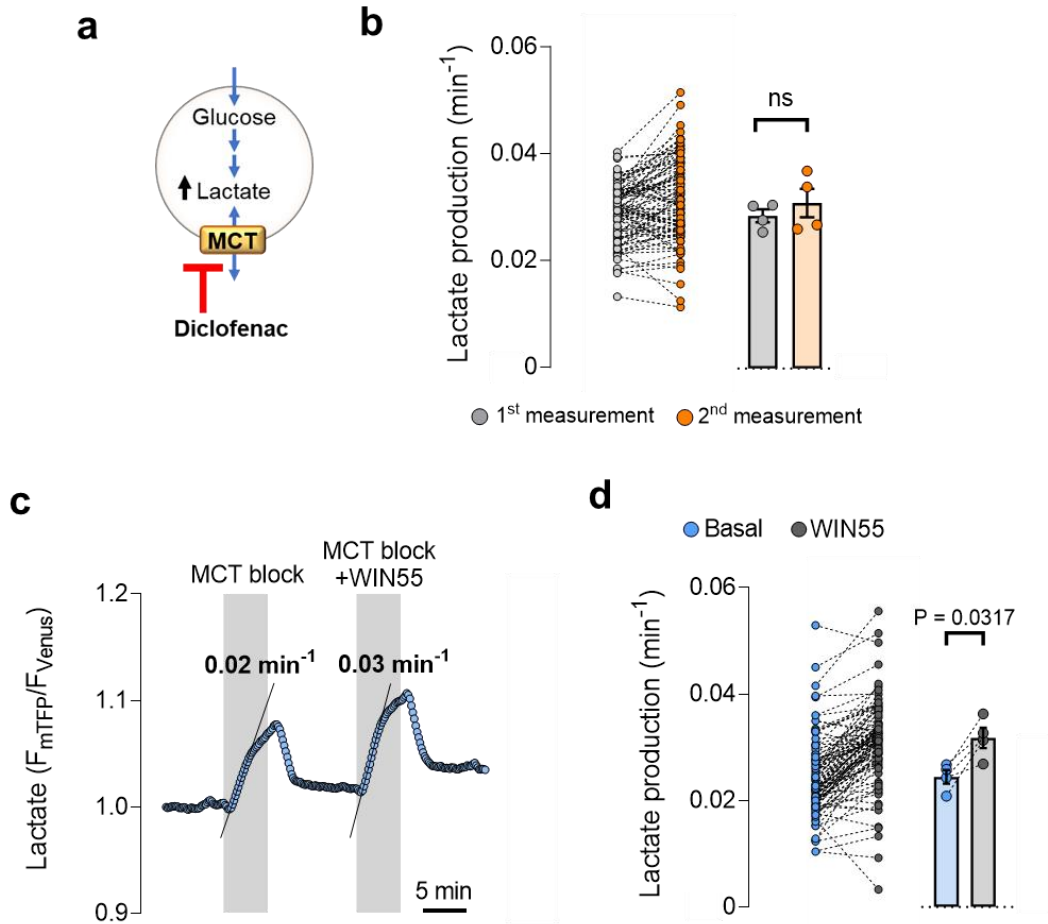 a
Glucose
Lactate
MCT
Diclofenac
b
Lactate production (min⁻¹)
0.06
0.04
0.02
0
ns
1ˢᵗ measurement
2ⁿᵈ measurement
c
Lactate (F_mTFP/F_Venus)
1.2
1.1
1.0
0.9
MCT block
MCT block
+WIN55
0.02 min⁻¹
0.03 min⁻¹
5 min
d
Basal
WIN55
Lactate production (min⁻¹)
0.06
0.04
0.02
0
P = 0.0317